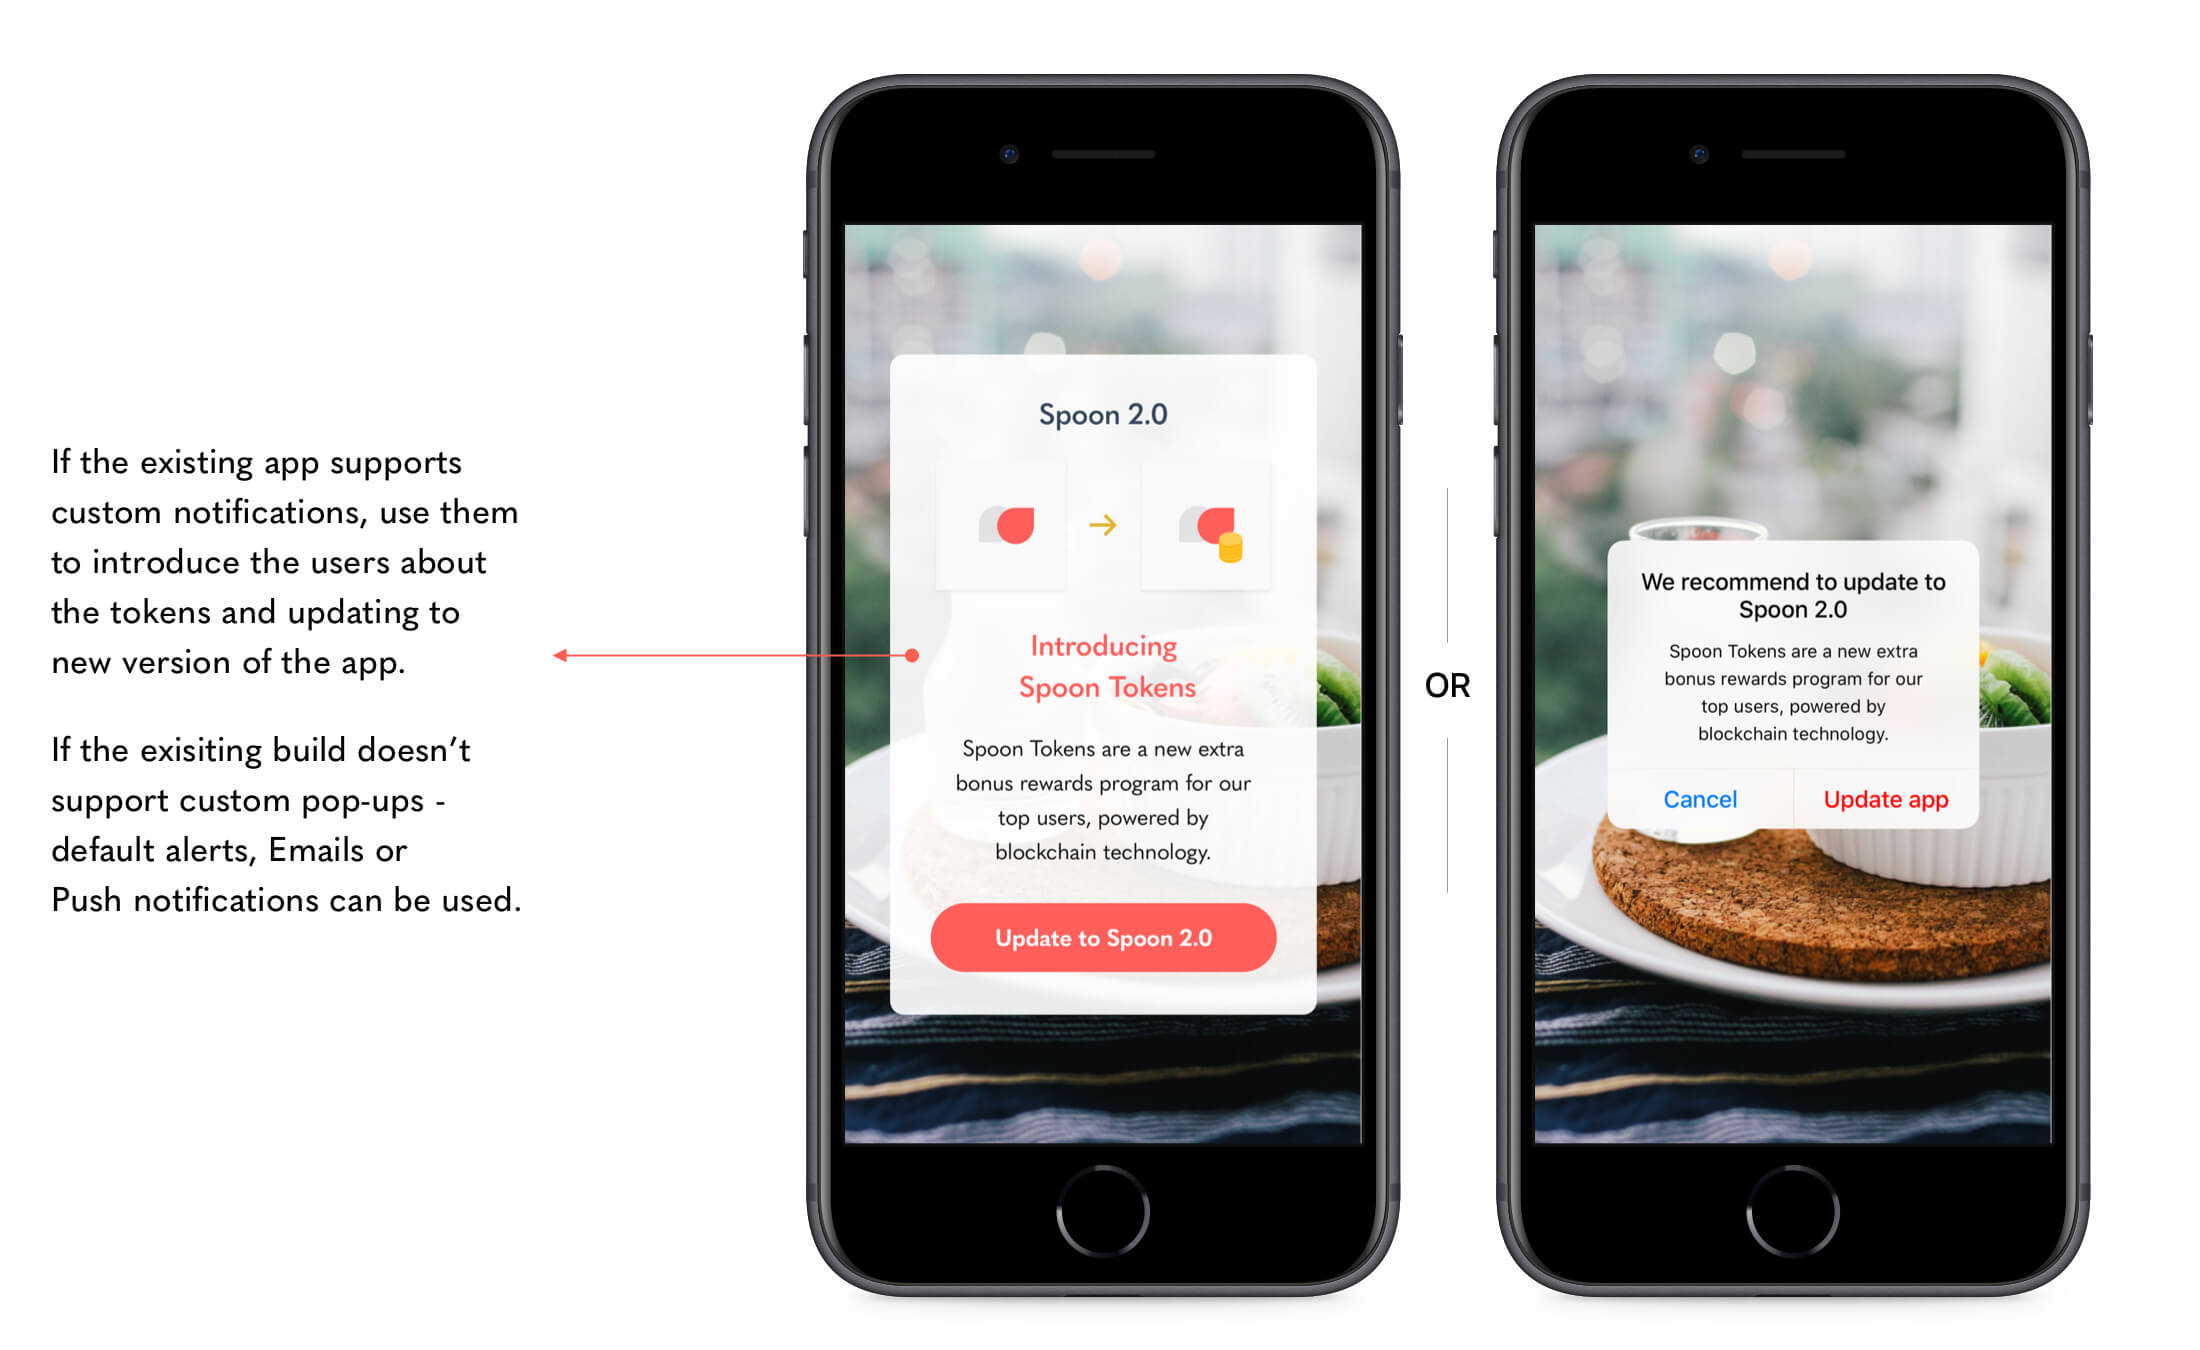 If the existing app supports
custom notifications, use them
to introduce the users about
the tokens and updating to
new version of the app.
If the exisiting build doesn’t
support custom pop-ups -
default alerts, Emails or
Push notifications can be used.
Spoon 2.0
Introducing
Spoon Tokens
Spoon Tokens are a new extra
bonus rewards program for our
top users, powered by
blockchain technology.
Update to Spoon 2.0
OR
We recommend to update to
Spoon 2.0
Spoon Tokens are a new extra
bonus rewards program for our
top users, powered by
blockchain technology.
Cancel
Update app